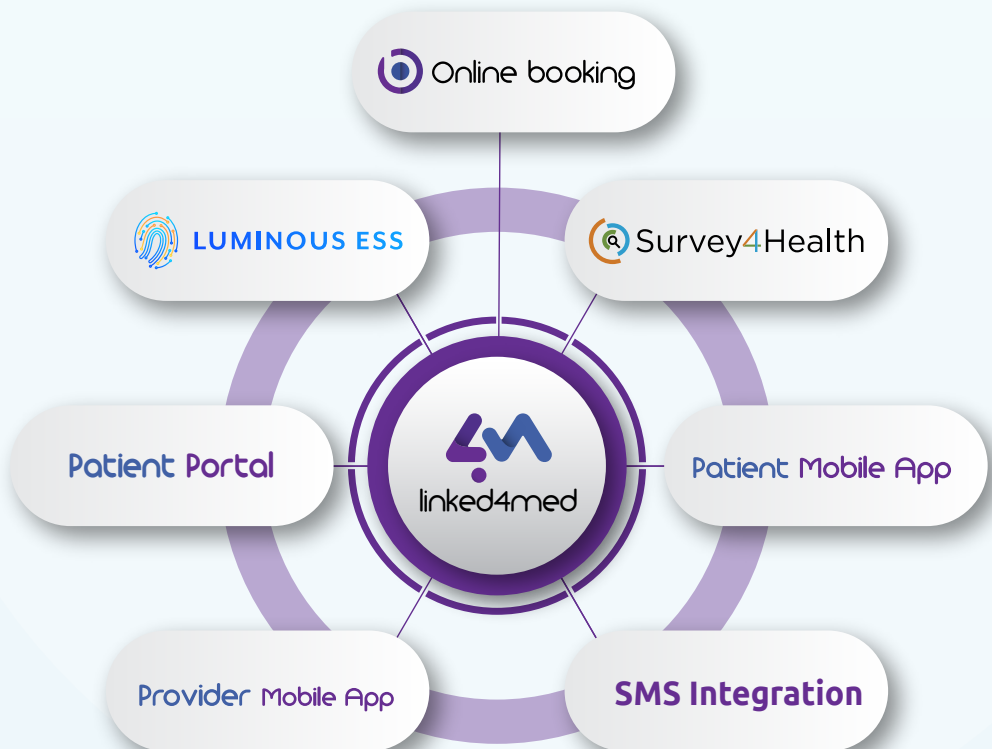 Online booking
LUMINOUS ESS
Survey4Health
Patient Portal
linked4med
Patient Mobile App
Provider Mobile App
SMS Integration